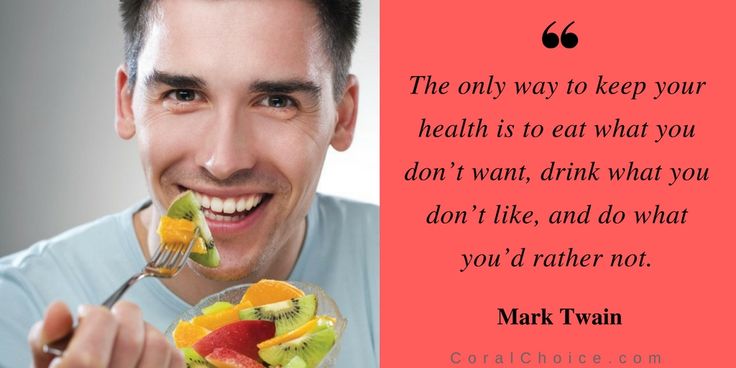 ❝
The only way to keep your
health is to eat what you
don’t want, drink what you
don’t like, and do what
you’d rather not.
Mark Twain
CoralChoice.com